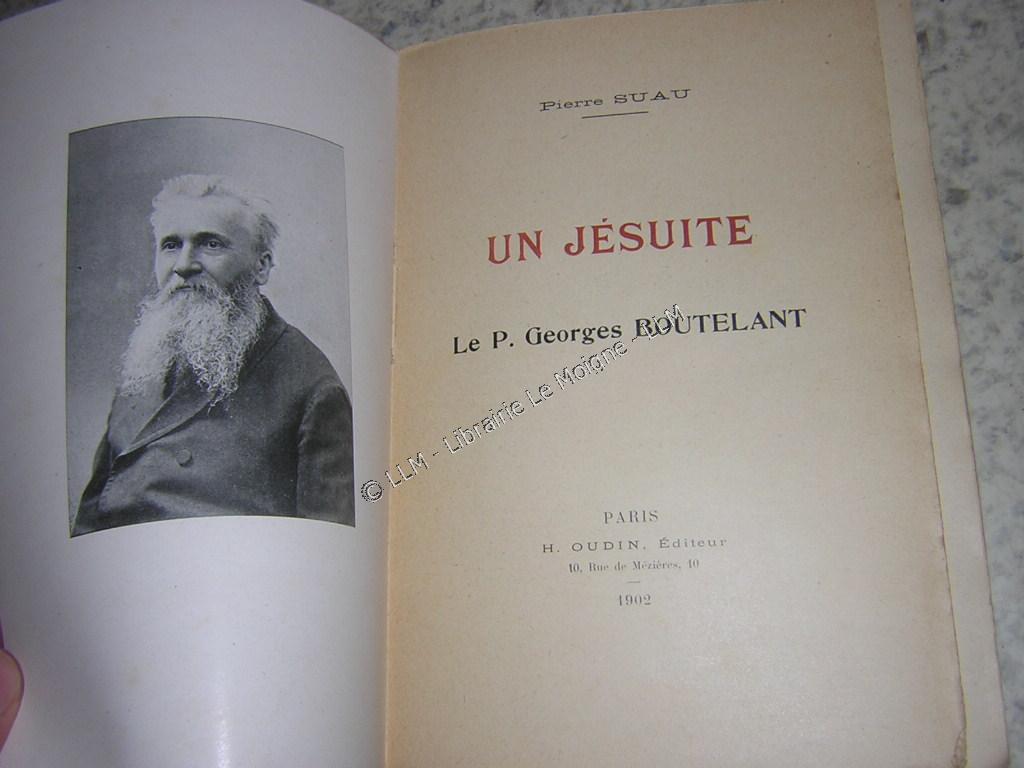 Pierre SUAU
UN JÉSUITE
Le P. Georges BOUTELANT
© LLM - Librairie Le Moigne - LLM
PARIS
H. OUDIN, Éditeur
10, Rue de Mézières, 10
1902